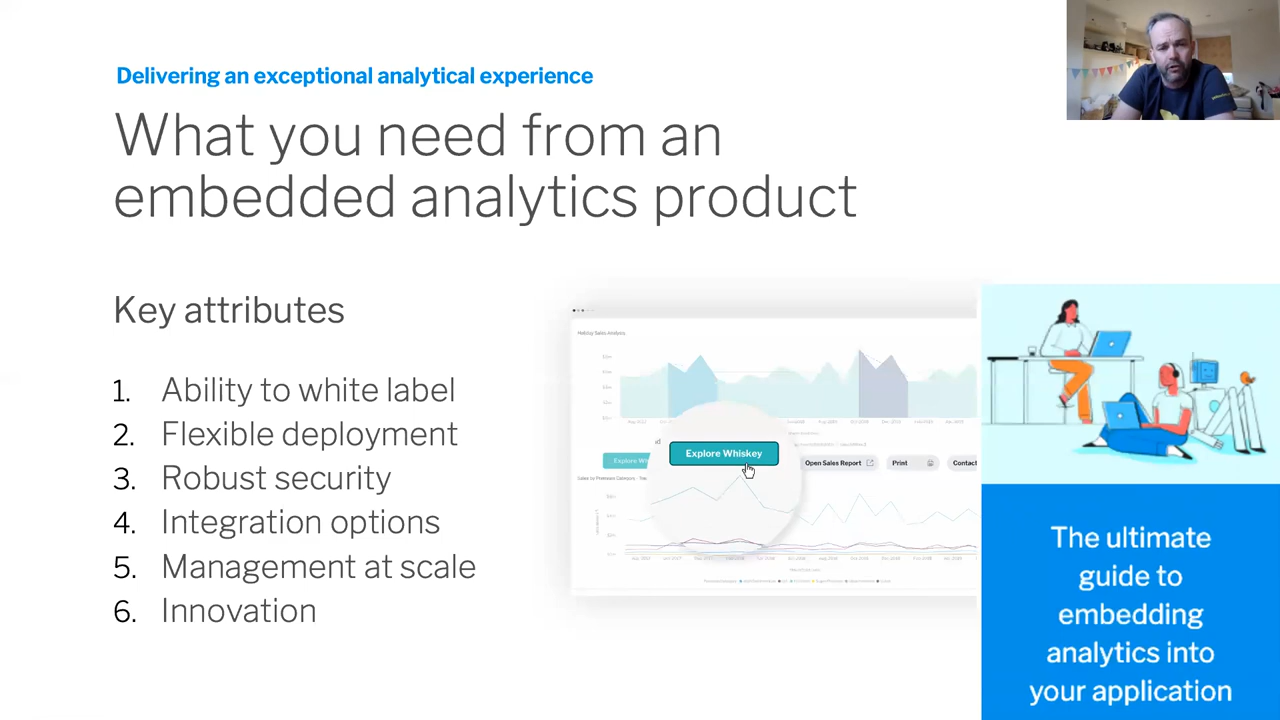 Delivering an exceptional analytical experience
What you need from an
embedded analytics product
Key attributes
1. Ability to white label
2. Flexible deployment
3. Robust security
4. Integration options
5. Management at scale
6. Innovation
Sales Analysis
Explore Whiskey
Open Sales Report
Print
Contact
The ultimate
guide to
embedding
analytics into
your application